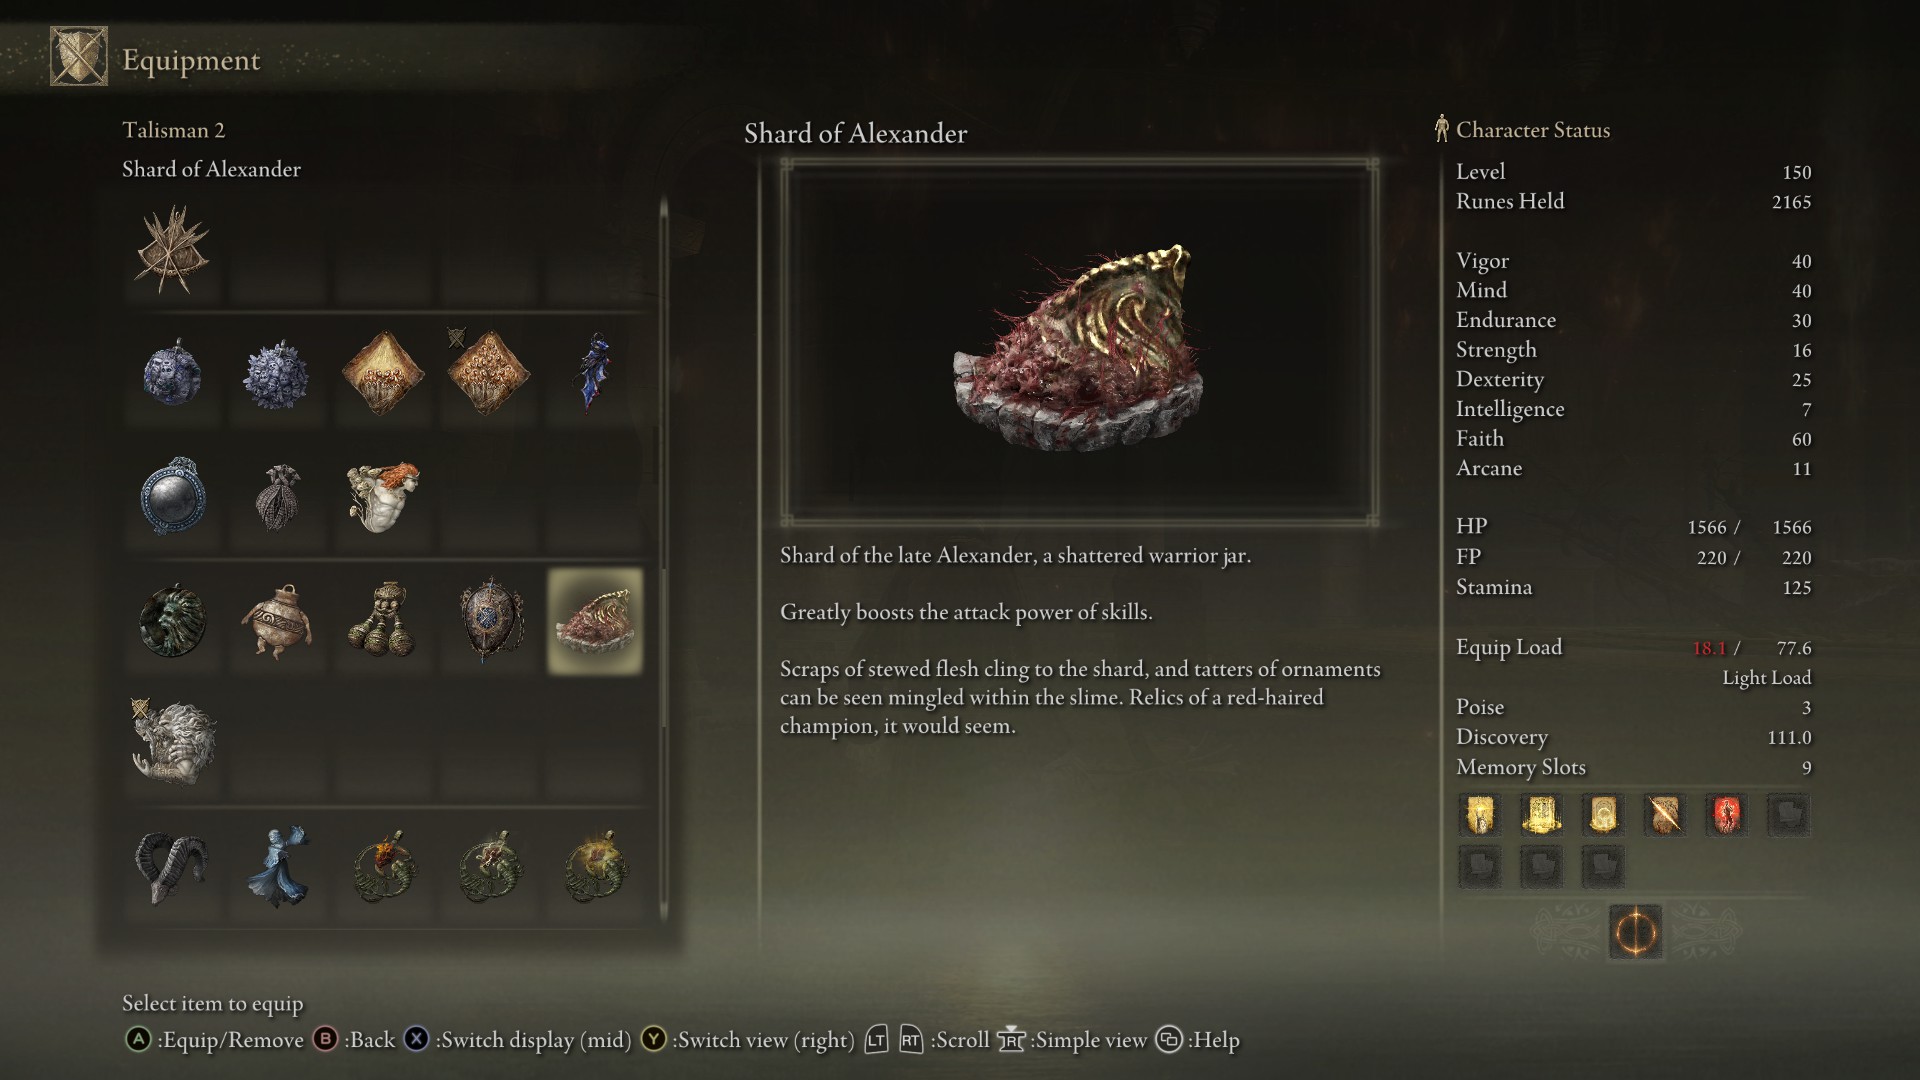 Equipment
Talisman 2
Shard of Alexander
Shard of Alexander
Shard of the late Alexander, a shattered warrior jar.
Greatly boosts the attack power of skills.
Scraps of stewed flesh cling to the shard, and tatters of ornaments
can be seen mingled within the slime. Relics of a red-haired
champion, it would seem.
Character Status
Level 150
Runes Held 2165
Vigor 40
Mind 40
Endurance 30
Strength 16
Dexterity 25
Intelligence 7
Faith 60
Arcane 11
HP 1566 / 1566
FP 220 / 220
Stamina 125
Equip Load 18.1 / 77.6
Light Load
Poise 3
Discovery 111.0
Memory Slots 9
Select item to equip
A :Equip/Remove B :Back X :Switch display (mid) Y :Switch view (right) LT RT :Scroll R :Simple view :Help